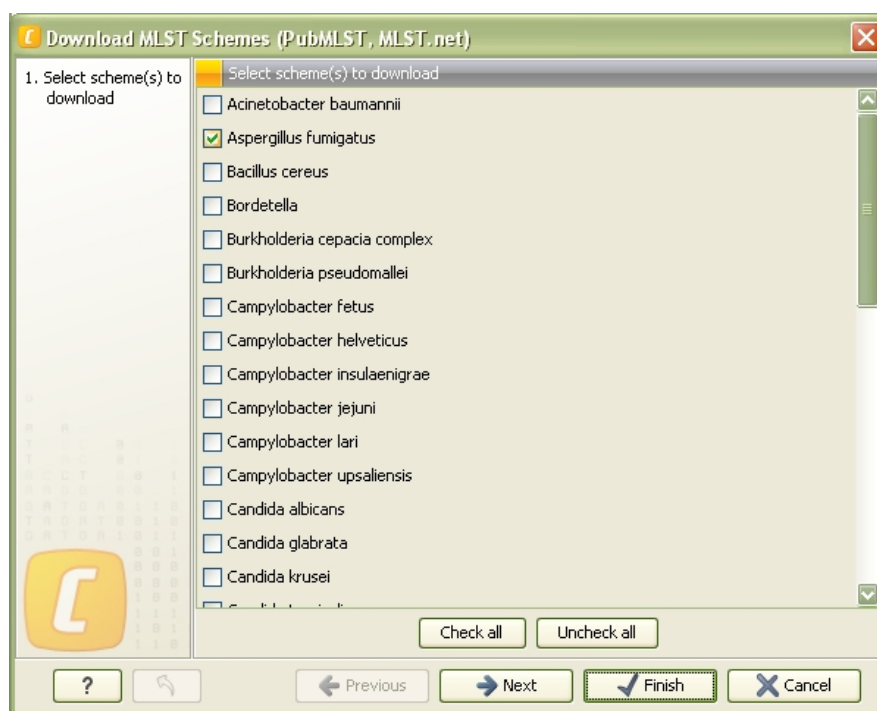 Download MLST Schemes (PubMLST, MLST.net)
1. Select scheme(s) to
download
Select scheme(s) to download
Acinetobacter baumannii
Aspergillus fumigatus
Bacillus cereus
Bordetella
Burkholderia cepacia complex
Burkholderia pseudomallei
Campylobacter fetus
Campylobacter helveticus
Campylobacter insulaenigrae
Campylobacter jejuni
Campylobacter lari
Campylobacter upsaliensis
Candida albicans
Candida glabrata
Candida krusei
Check all Uncheck all
? Previous Next Finish Cancel